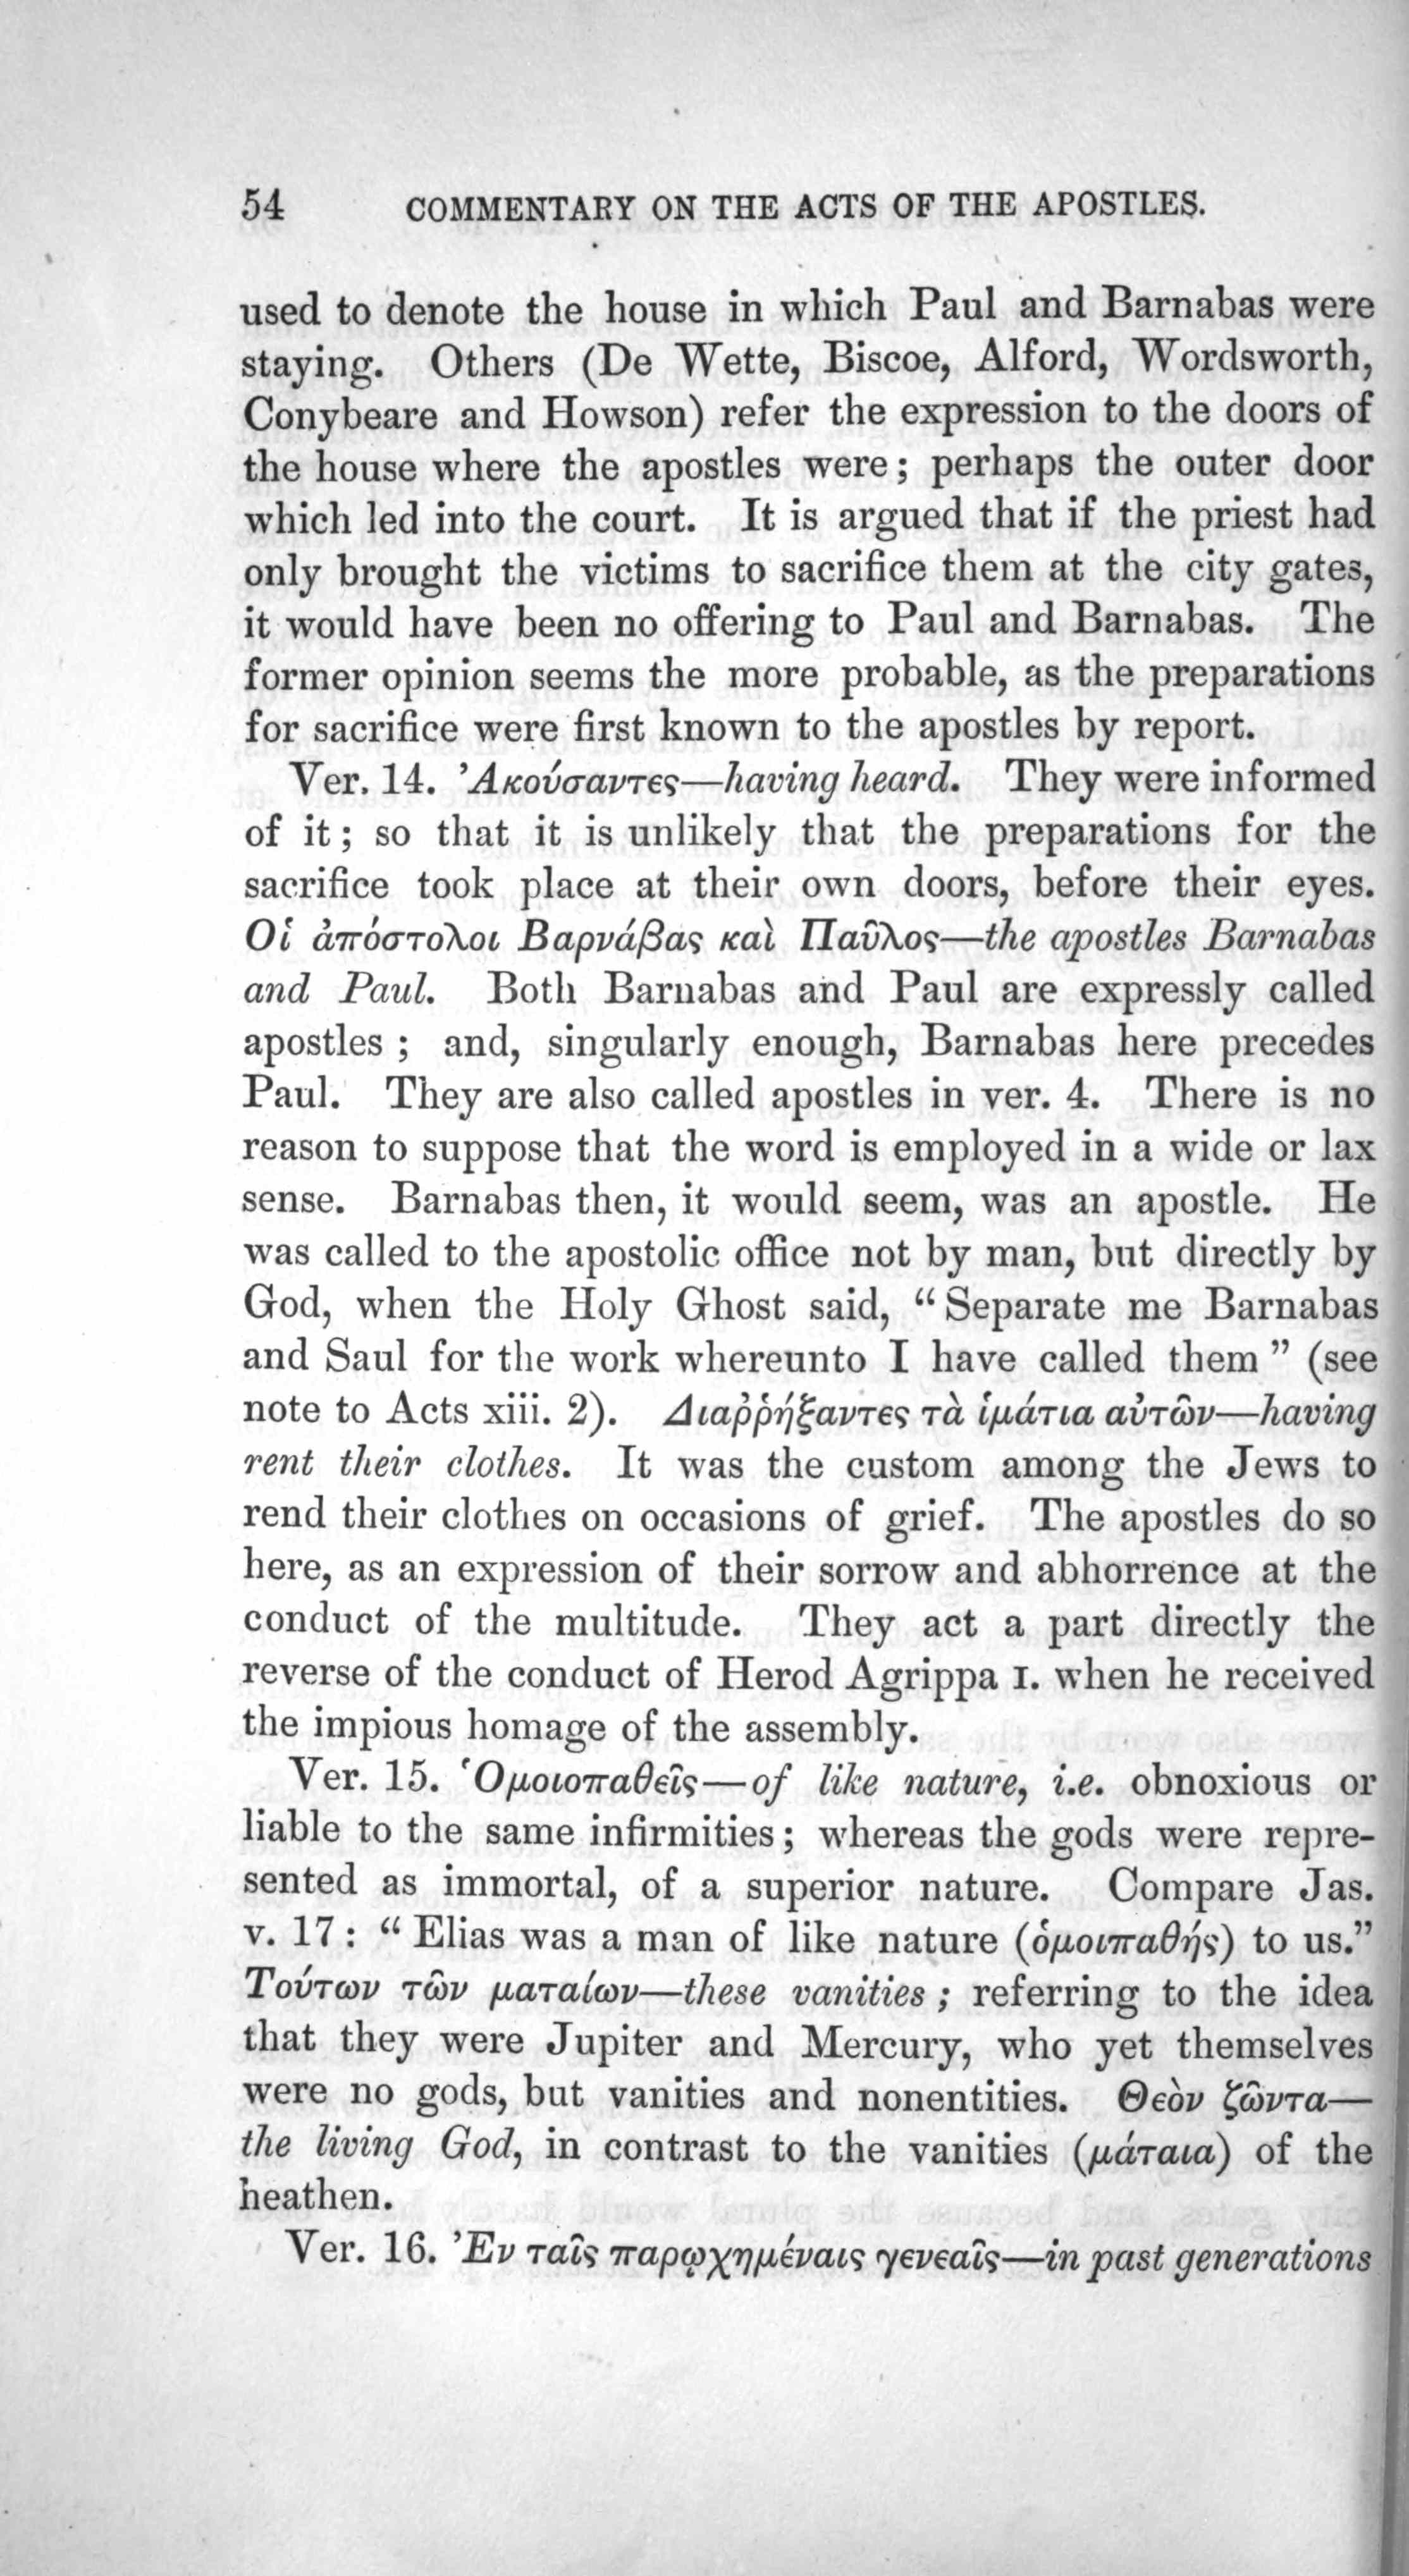 54 COMMENTARY ON THE ACTS OF THE APOSTLES.
used to denote the house in which Paul and Barnabas were
staying. Others (De Wette, Biscoe, Alford, Wordsworth,
Conybeare and Howson) refer the expression to the doors of
the house where the apostles were; perhaps the outer door
which led into the court. It is argued that if the priest had
only brought the victims to sacrifice them at the city gates,
it would have been no offering to Paul and Barnabas. The
former opinion seems the more probable, as the preparations
for sacrifice were first known to the apostles by report.
Ver. 14. Ἀκούσαντες—having heard. They were informed
of it; so that it is unlikely that the preparations for the
sacrifice took place at their own doors, before their eyes.
Οἱ ἀπόστολοι Βαρνάβας καὶ Παῦλος—the apostles Barnabas
and Paul. Both Barnabas and Paul are expressly called
apostles; and, singularly enough, Barnabas here precedes
Paul. They are also called apostles in ver. 4. There is no
reason to suppose that the word is employed in a wide or lax
sense. Barnabas then, it would seem, was an apostle. He
was called to the apostolic office not by man, but directly by
God, when the Holy Ghost said, “Separate me Barnabas
and Saul for the work whereunto I have called them” (see
note to Acts xiii. 2). Διαῤῥήξαντες τὰ ἱμάτια αὐτῶν—having
rent their clothes. It was the custom among the Jews to
rend their clothes on occasions of grief. The apostles do so
here, as an expression of their sorrow and abhorrence at the
conduct of the multitude. They act a part directly the
reverse of the conduct of Herod Agrippa I. when he received
the impious homage of the assembly.
Ver. 15. Ὁμοιοπαθεῖς—of like nature, i.e. obnoxious or
liable to the same infirmities; whereas the gods were repre-
sented as immortal, of a superior nature. Compare Jas.
v. 17: “Elias was a man of like nature (ὁμοιπαθής) to us.”
Τούτων τῶν ματαίων—these vanities; referring to the idea
that they were Jupiter and Mercury, who yet themselves
were no gods, but vanities and nonentities. Θεὸν ζῶντα—
the living God, in contrast to the vanities (μάταια) of the
heathen.
Ver. 16. Ἐν ταῖς παρῳχημέναις γενεαῖς—in past generations